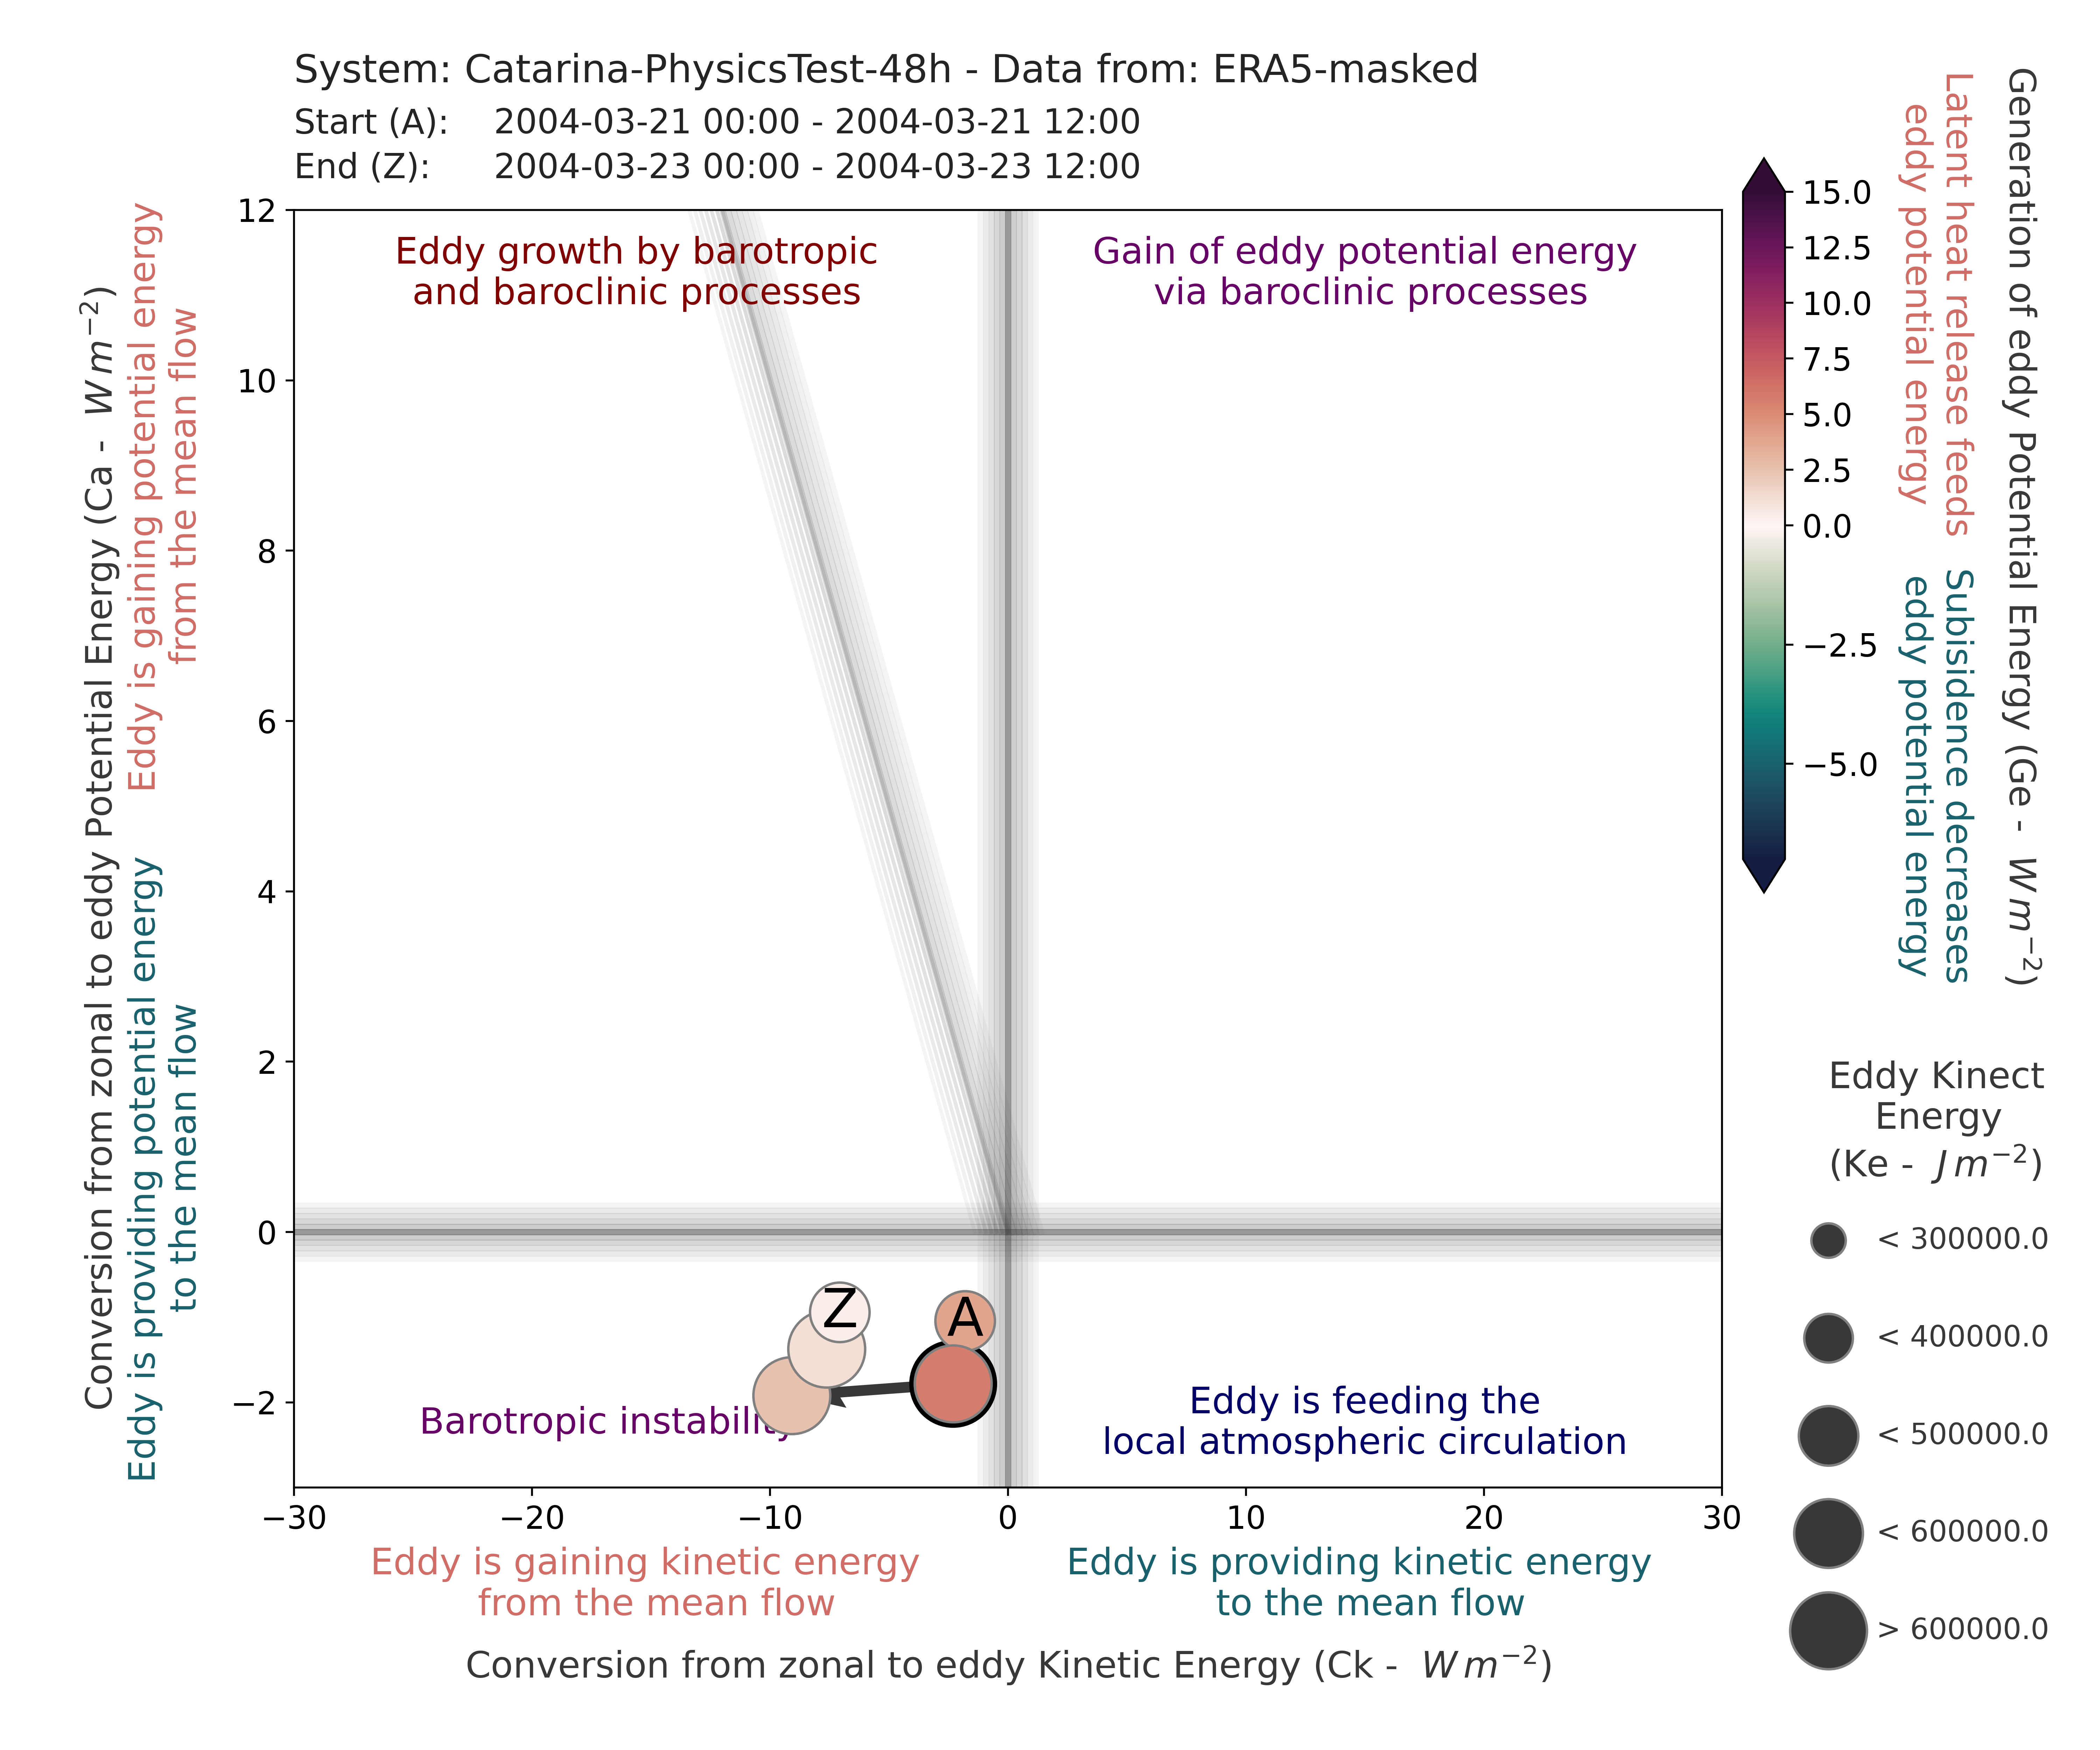 System: Catarina-PhysicsTest-48h - Data from: ERA5-masked
Start (A): 2004-03-21 00:00 - 2004-03-21 12:00
End (Z): 2004-03-23 00:00 - 2004-03-23 12:00
Conversion from zonal to eddy Potential Energy (Ca - W m⁻²)
Eddy is gaining potential energy
from the mean flow
Eddy is providing potential energy
to the mean flow
12
10
8
6
4
2
0
−2
Eddy growth by barotropic
and baroclinic processes
Gain of eddy potential energy
via baroclinic processes
Z
A
Barotropic instability
Eddy is feeding the
local atmospheric circulation
−30
−20
−10
0
10
20
30
Eddy is gaining kinetic energy
from the mean flow
Eddy is providing kinetic energy
to the mean flow
Conversion from zonal to eddy Kinetic Energy (Ck - W m⁻²)
15.0
12.5
10.0
7.5
5.0
2.5
0.0
−2.5
−5.0
Latent heat release feeds
eddy potential energy
Subisidence decreases
eddy potential energy
Generation of eddy Potential Energy (Ge - W m⁻²)
Eddy Kinect
Energy
(Ke - J m⁻²)
< 300000.0
< 400000.0
< 500000.0
< 600000.0
> 600000.0